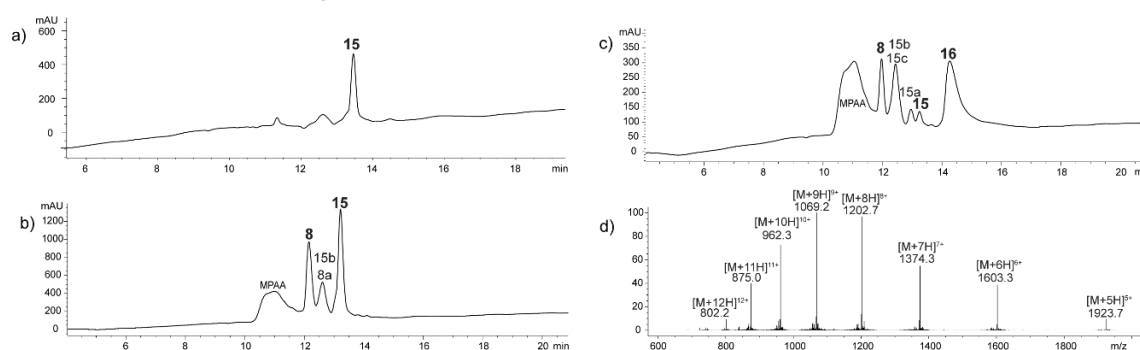 a)
mAU
600
400
200
0
15
6 8 10 12 14 16 18 min
b)
mAU
1200
1000
800
600
400
200
0
MPAA
8
15b
8a
15
6 8 10 12 14 16 18 20 min
c)
mAU
350
300
250
200
150
100
50
0
MPAA
8
15b
15c
15a
15
16
6 8 10 12 14 16 18 20
d)
100
80
60
40
20
0
[M+12H]12+
802.2
[M+11H]11+
875.0
[M+10H]10+
962.3
[M+9H]9+
1069.2
[M+8H]8+
1202.7
[M+7H]7+
1374.3
[M+6H]6+
1603.3
[M+5H]5+
1923.7
600 800 1000 1200 1400 1600 1800 m/z